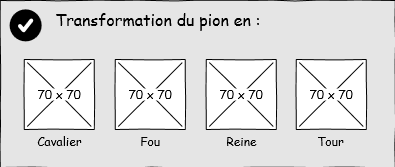 Transformation du pion en :
70 x 70 70 x 70 70 x 70 70 x 70
Cavalier Fou Reine Tour